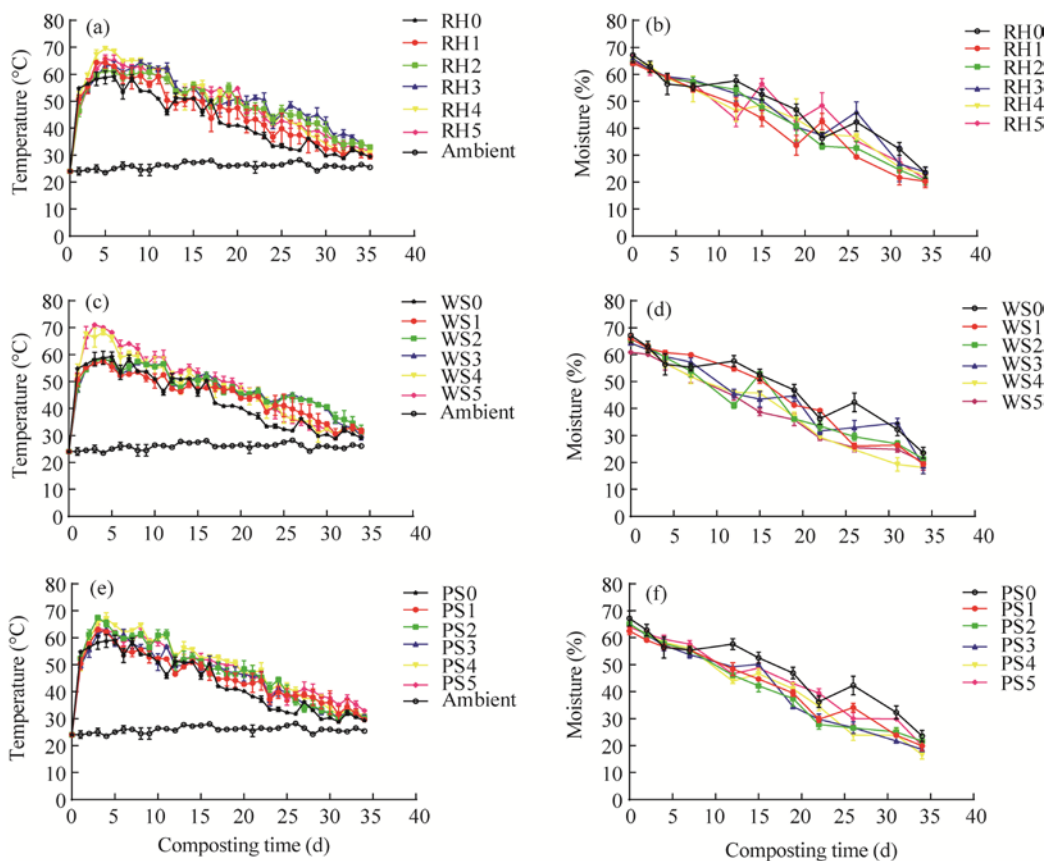 (a)
Temperature (°C)
80
70
60
50
40
30
20
10
0
0 5 10 15 20 25 30 35 40
RH0
RH1
RH2
RH3
RH4
RH5
Ambient
(b)
Moisture (%)
80
70
60
50
40
30
20
10
0
0 5 10 15 20 25 30 35 40
RH0
RH1
RH2
RH3
RH4
RH5
(c)
Temperature (°C)
80
70
60
50
40
30
20
10
0
0 5 10 15 20 25 30 35 40
WS0
WS1
WS2
WS3
WS4
WS5
Ambient
(d)
Moisture (%)
80
70
60
50
40
30
20
10
0
0 5 10 15 20 25 30 35 40
WS0
WS1
WS2
WS3
WS4
WS5
(e)
Temperature (°C)
80
70
60
50
40
30
20
10
0
0 5 10 15 20 25 30 35 40
Composting time (d)
PS0
PS1
PS2
PS3
PS4
PS5
Ambient
(f)
Moisture (%)
80
70
60
50
40
30
20
10
0
0 5 10 15 20 25 30 35 40
Composting time (d)
PS0
PS1
PS2
PS3
PS4
PS5